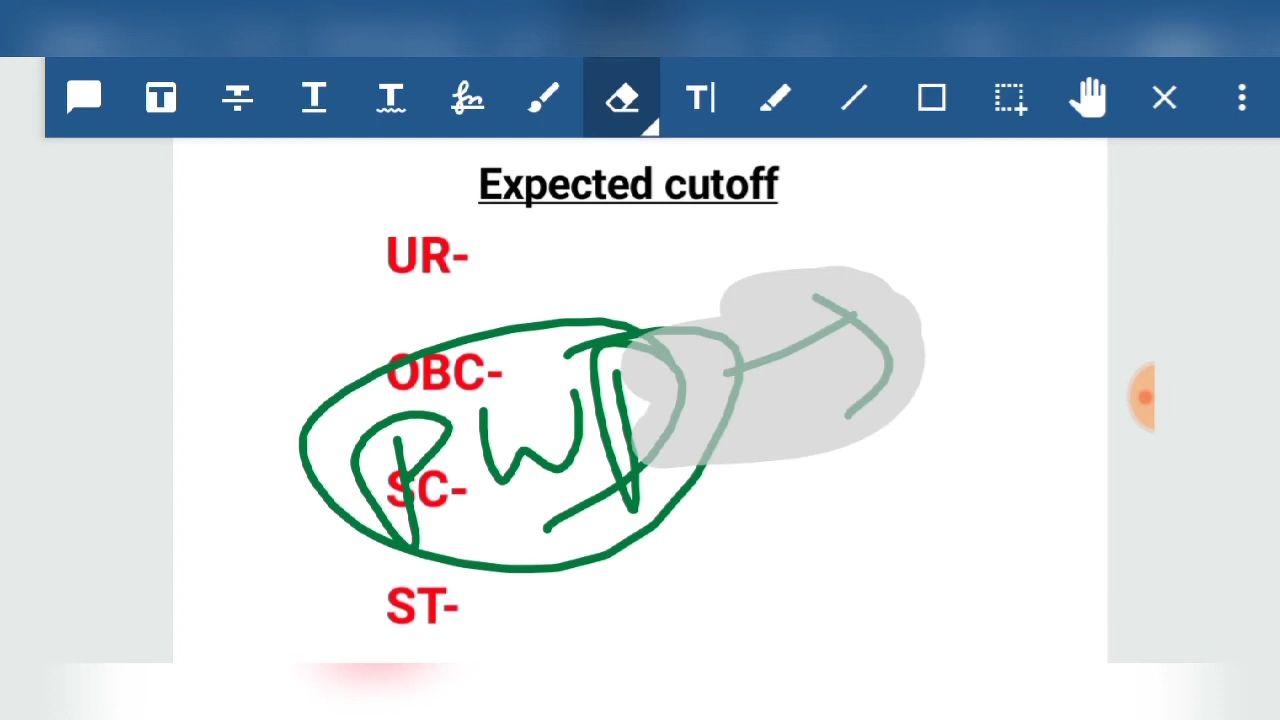 Expected cutoff
UR-
OBC-
PWD
SC-
ST-